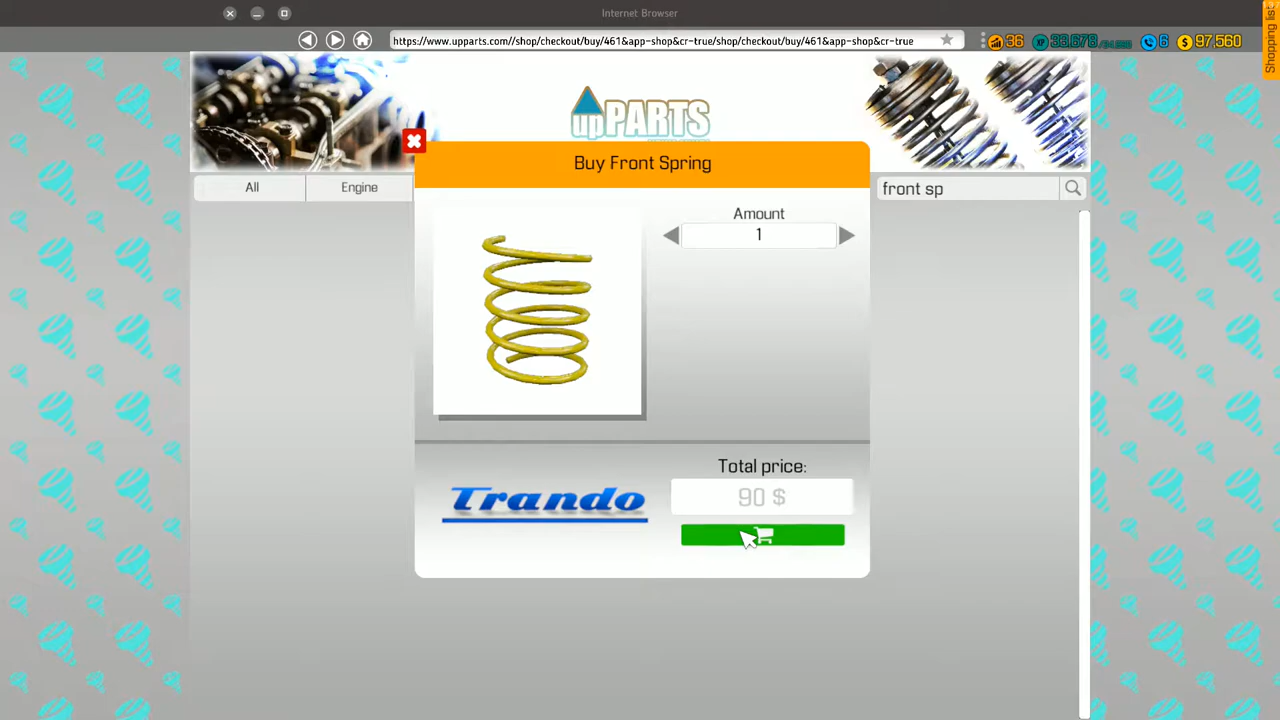 Internet Browser
https://www.upparts.com//shop/checkout/buy/461&app-shop&cr-true/shop/checkout/buy/461&app-shop&cr-true
36
6
97,560
Shopping list
upPARTS
Buy Front Spring
All
Engine
front sp
Amount
1
Total price:
Trando
90 $